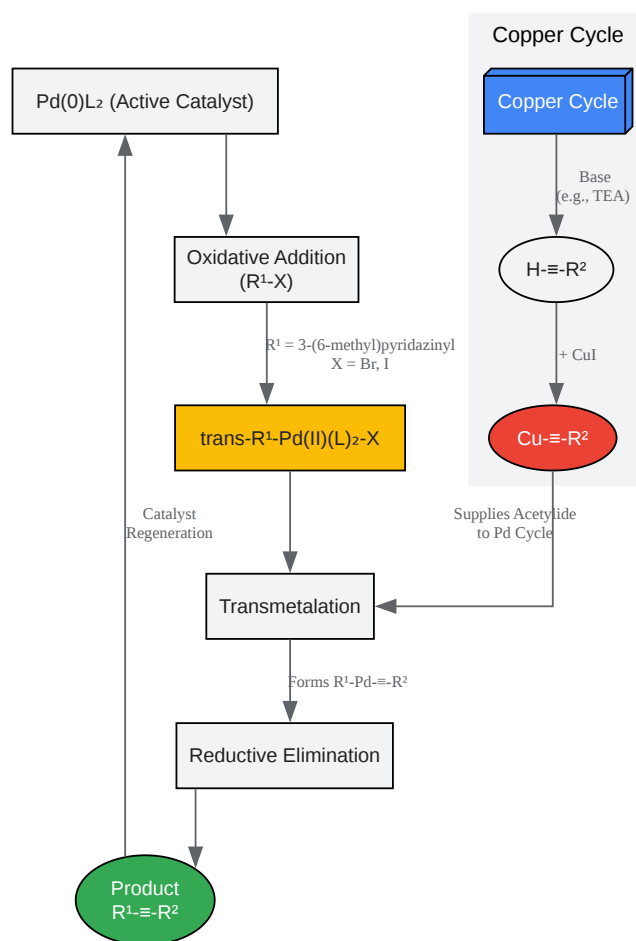 Copper Cycle
Pd(0)L₂ (Active Catalyst)
Copper Cycle
Base
(e.g., TEA)
Oxidative Addition
(R¹-X)
H-≡-R²
R¹ = 3-(6-methyl)pyridazinyl
X = Br, I
+ CuI
trans-R¹-Pd(II)(L)₂-X
Cu-≡-R²
Catalyst
Regeneration
Supplies Acetylide
to Pd Cycle
Transmetalation
Forms R¹-Pd-≡-R²
Reductive Elimination
Product
R¹-≡-R²